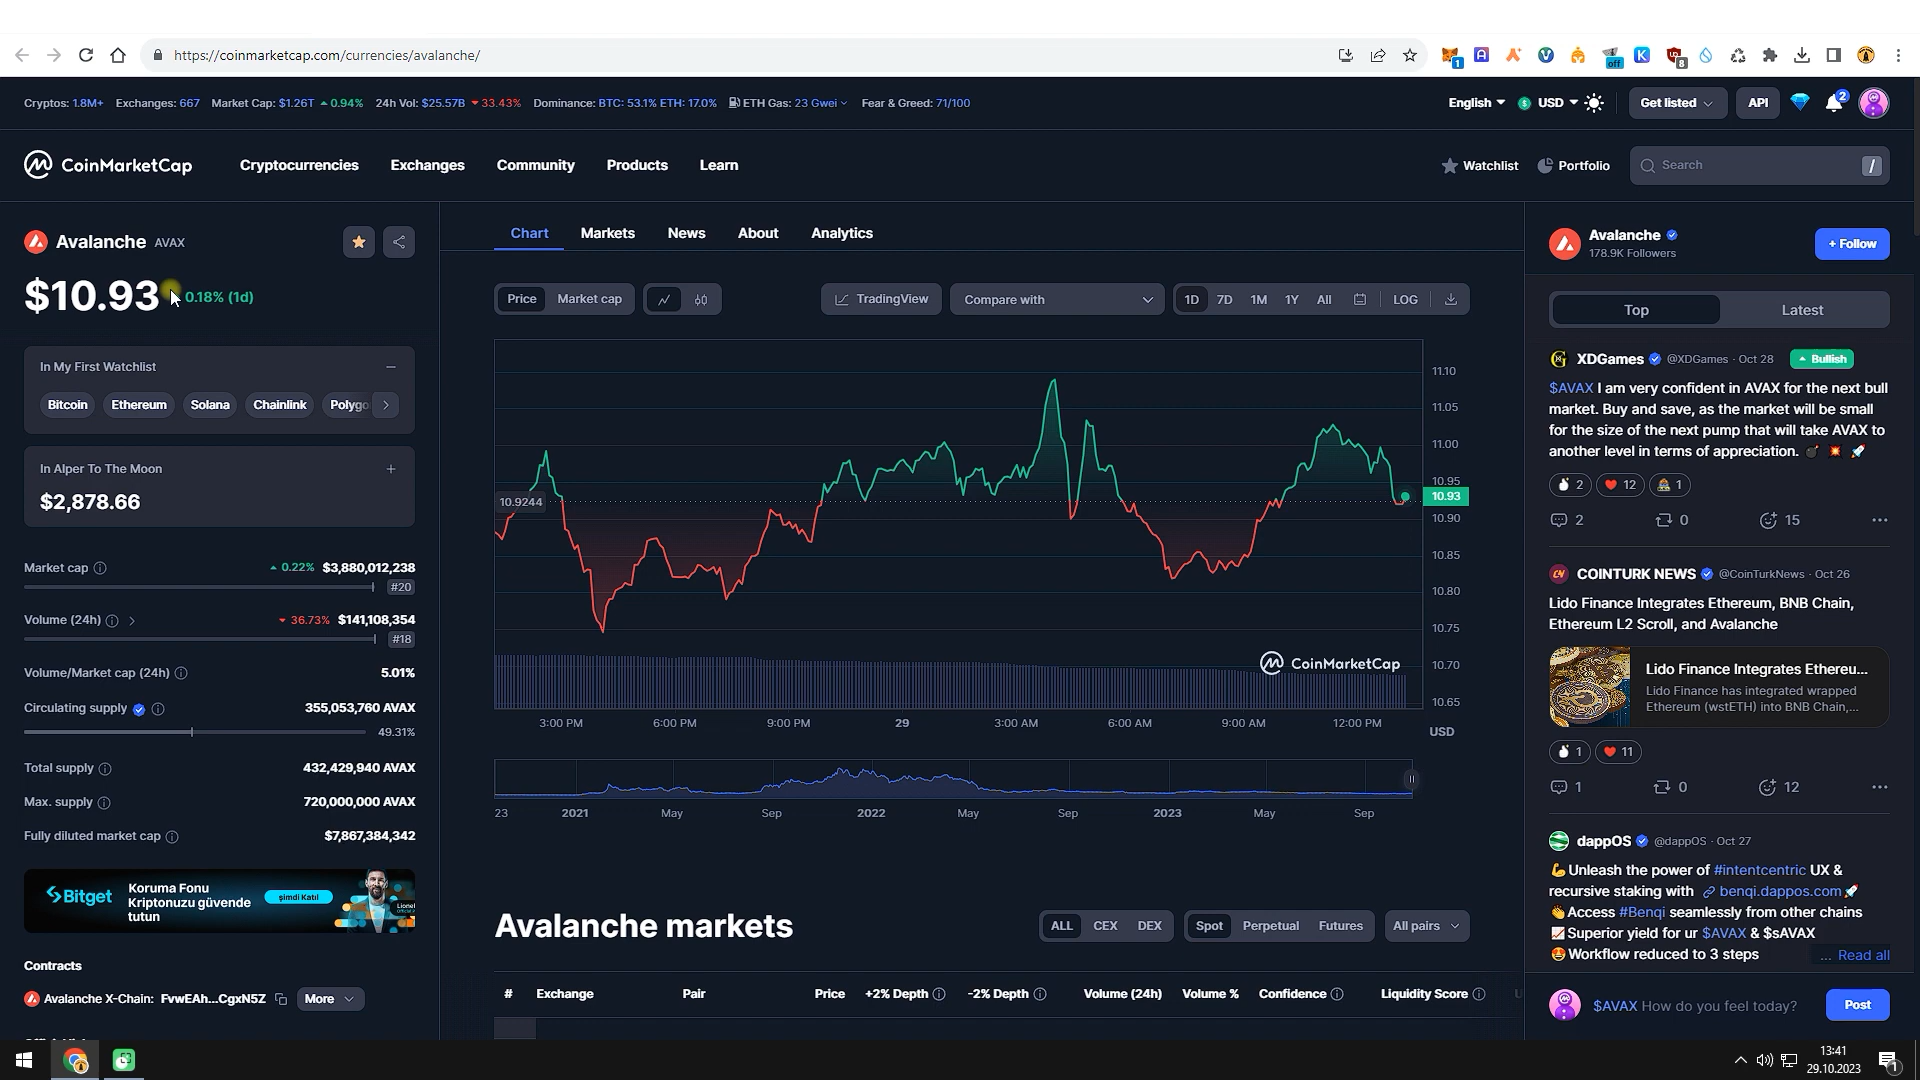 https://coinmarketcap.com/currencies/avalanche/
1
off
8
Cryptos: 1.8M+ Exchanges: 667 Market Cap: $1.26T 0.94% 24h Vol: $25.57B 33.43% Dominance: BTC: 53.1% ETH: 17.0% ETH Gas: 23 Gwei Fear & Greed: 71/100
English USD Get listed API 2
CoinMarketCap Cryptocurrencies Exchanges Community Products Learn
Watchlist Portfolio Search /
Avalanche AVAX
$10.93 0.18% (1d)
In My First Watchlist
Bitcoin Ethereum Solana Chainlink Polygo
In Alper To The Moon
$2,878.66
Market cap 0.22% $3,880,012,238
#20
Volume (24h) 36.73% $141,108,354
#18
Volume/Market cap (24h) 5.01%
Circulating supply 355,053,760 AVAX
49.31%
Total supply 432,429,940 AVAX
Max. supply 720,000,000 AVAX
Fully diluted market cap $7,867,384,342
Bitget
Koruma Fonu
Kriptonuzu güvende
tutun
Şimdi Katıl
Contracts
Avalanche X-Chain: FvwEAh...CgxN5Z More
Chart Markets News About Analytics
Price Market cap TradingView Compare with 1D 7D 1M 1Y All LOG
11.10
11.05
11.00
10.95
10.93
10.9244
10.90
10.85
10.80
10.75
10.70
10.65
CoinMarketCap
3:00 PM 6:00 PM 9:00 PM 29 3:00 AM 6:00 AM 9:00 AM 12:00 PM
USD
23 2021 May Sep 2022 May Sep 2023 May Sep
Avalanche markets
ALL CEX DEX Spot Perpetual Futures All pairs
# Exchange Pair Price +2% Depth -2% Depth Volume (24h) Volume % Confidence Liquidity Score
Avalanche
178.9K Followers
+ Follow
Top Latest
XDGames @XDGames · Oct 28 Bullish
$AVAX I am very confident in AVAX for the next bull
market. Buy and save, as the market will be small
for the size of the next pump that will take AVAX to
another level in terms of appreciation.
2 12 1
2 0 15
COINTURK NEWS @CoinTurkNews · Oct 26
Lido Finance Integrates Ethereum, BNB Chain,
Ethereum L2 Scroll, and Avalanche
Lido Finance Integrates Ethereu...
Lido Finance has integrated wrapped
Ethereum (wstETH) into BNB Chain,...
1 11
1 0 12
dappOS @dappOS · Oct 27
Unleash the power of #intentcentric UX &
recursive staking with benqi.dappos.com
Access #Benqi seamlessly from other chains
Superior yield for ur $AVAX & $sAVAX
Workflow reduced to 3 steps ... Read all
$AVAX How do you feel today? Post
13:41
29.10.2023
1